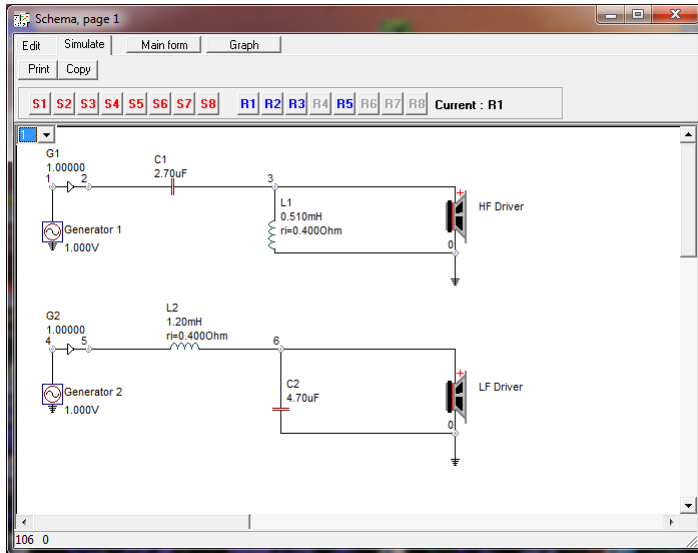 Schema, page 1
Edit Simulate Main form Graph
Print Copy
S1 S2 S3 S4 S5 S6 S7 S8 R1 R2 R3 R4 R5 R6 R7 R8 Current : R1
1
G1
1.00000
1 2
C1
2.70uF
3
L1
0.510mH
ri=0.400Ohm
+
HF Driver
0
Generator 1
1.000V
G2
1.00000
4 5
L2
1.20mH
ri=0.400Ohm
6
C2
4.70uF
+
LF Driver
0
Generator 2
1.000V
106 0